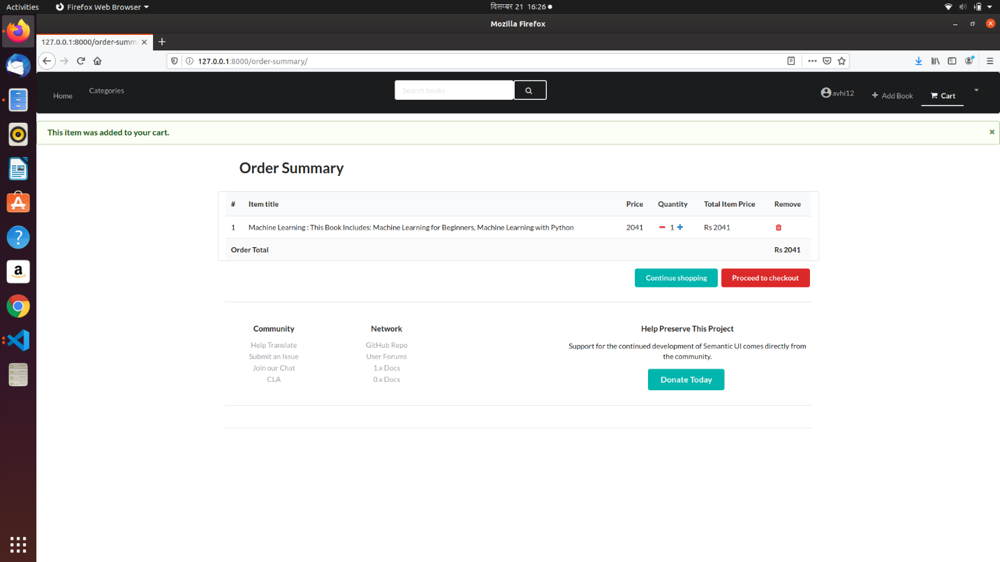 Activities Firefox Web Browser दिसम्बर 21 16:26
Mozilla Firefox
127.0.0.1:8000/order-summ
127.0.0.1:8000/order-summary/
Home Categories Search books avhi12 Add Book Cart
This item was added to your cart.
Order Summary
# Item title Price Quantity Total Item Price Remove
1 Machine Learning : This Book Includes: Machine Learning for Beginners, Machine Learning with Python 2041 1 Rs 2041
Order Total Rs 2041
Continue shopping Proceed to checkout
Community
Help Translate
Submit an Issue
Join our Chat
CLA
Network
GitHub Repo
User Forums
1.x Docs
0.x Docs
Help Preserve This Project
Support for the continued development of Semantic UI comes directly from
the community.
Donate Today